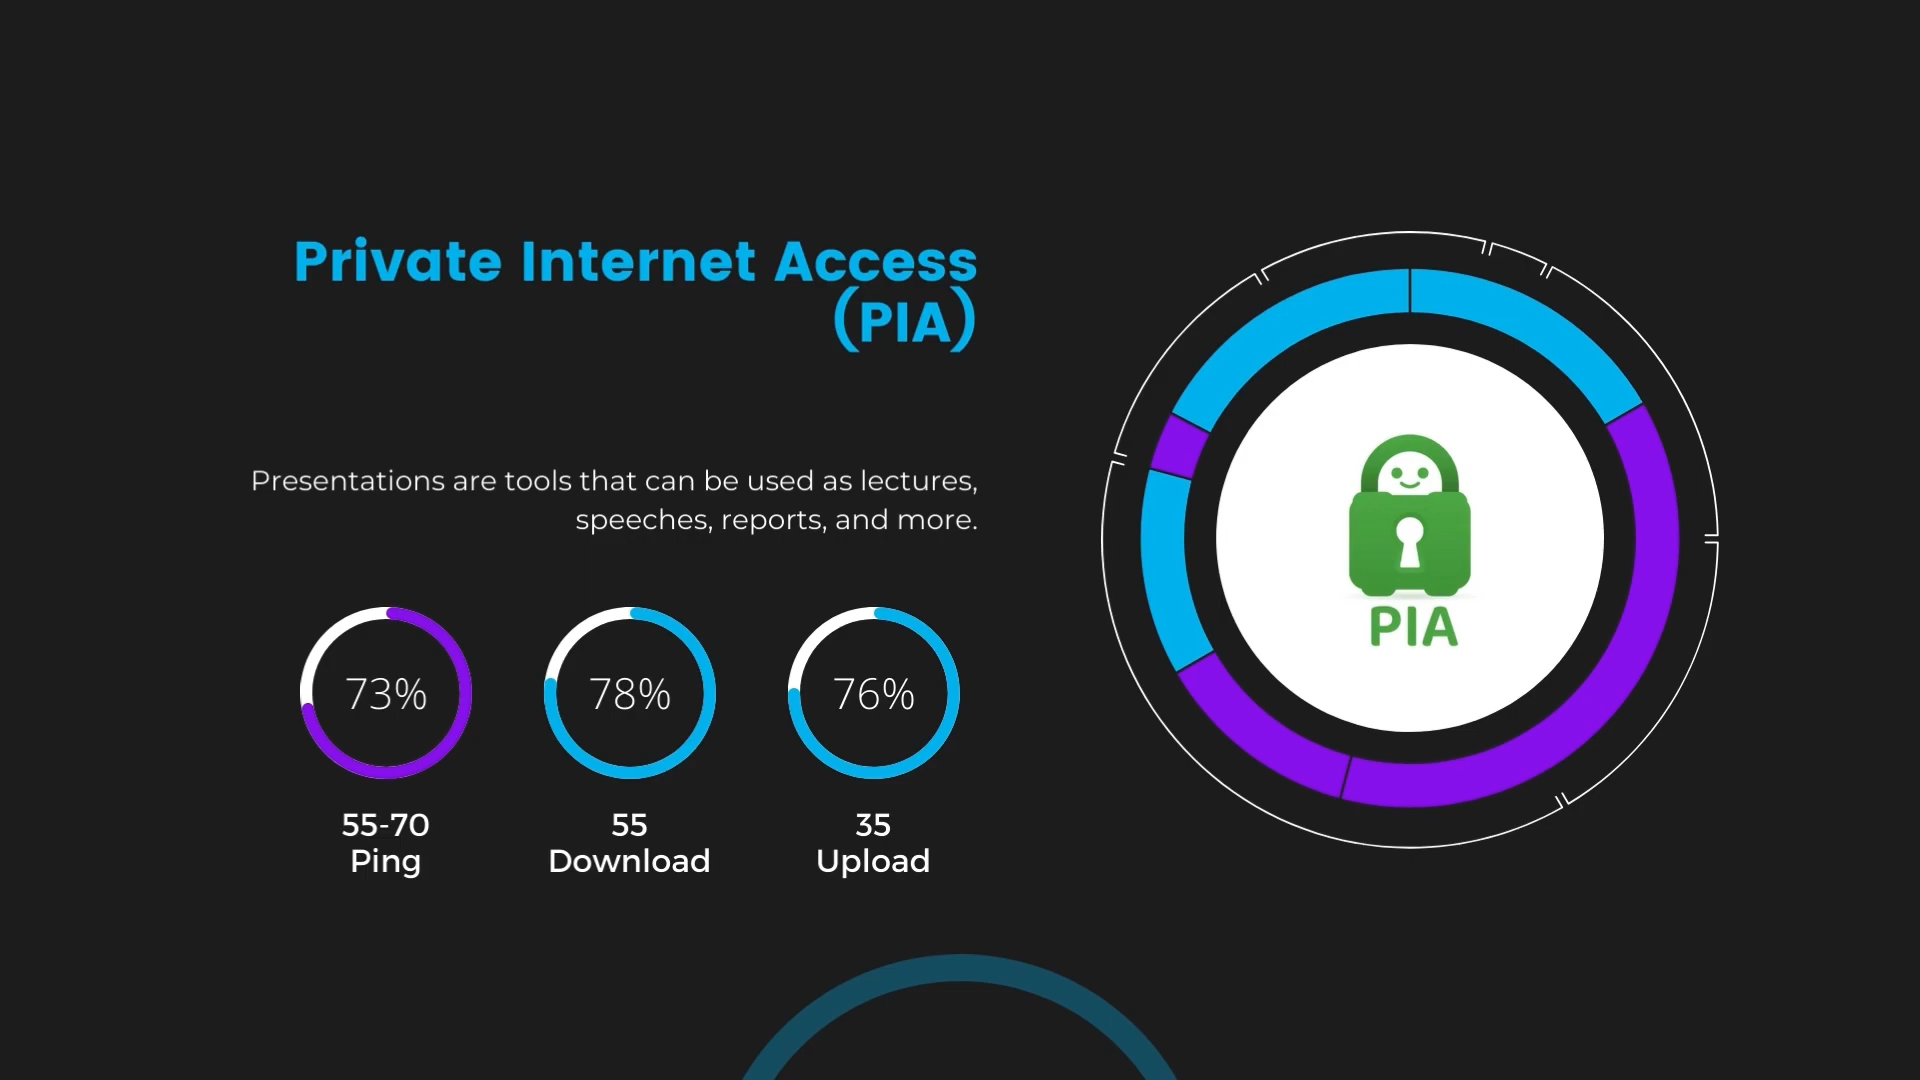 Private Internet Access
(PIA)
Presentations are tools that can be used as lectures,
speeches, reports, and more.
73%
78%
76%
55-70
Ping
55
Download
35
Upload
PIA